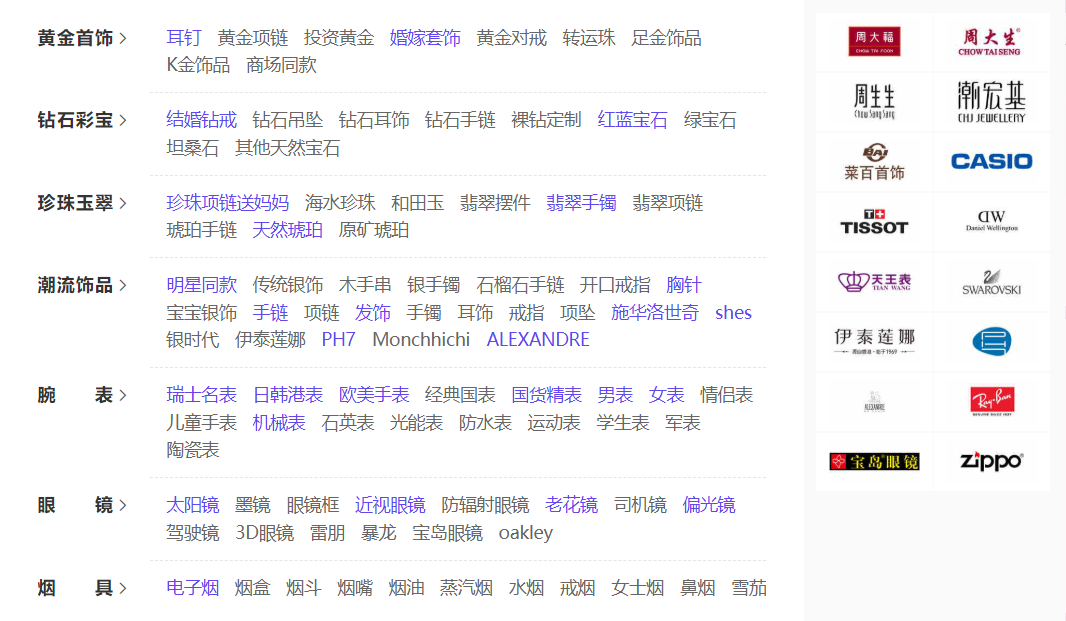 黄金首饰 耳钉 黄金项链 投资黄金 婚嫁套饰 黄金对戒 转运珠 足金饰品
K金饰品 商场同款
钻石彩宝 结婚钻戒 钻石吊坠 钻石耳饰 钻石手链 裸钻定制 红蓝宝石 绿宝石
坦桑石 其他天然宝石
珍珠玉翠 珍珠项链送妈妈 海水珍珠 和田玉 翡翠摆件 翡翠手镯 翡翠项链
琥珀手链 天然琥珀 原矿琥珀
潮流饰品 明星同款 传统银饰 木手串 银手镯 石榴石手链 开口戒指 胸针
宝宝银饰 手链 项链 发饰 手镯 耳饰 戒指 项坠 施华洛世奇 shes
银时代 伊泰莲娜 PH7 Monchhichi ALEXANDRE
腕表 瑞士名表 日韩港表 欧美手表 经典国表 国货精表 男表 女表 情侣表
儿童手表 机械表 石英表 光能表 防水表 运动表 学生表 军表
陶瓷表
眼镜 太阳镜 墨镜 眼镜框 近视眼镜 防辐射眼镜 老花镜 司机镜 偏光镜
驾驶镜 3D眼镜 雷朋 暴龙 宝岛眼镜 oakley
烟具 电子烟 烟盒 烟斗 烟嘴 烟油 蒸汽烟 水烟 戒烟 女士烟 鼻烟 雪茄
周大福
CHOW TAI FOOK
周大生
CHOW TAI SENG
周生生
Chow Sang Sang
潮宏基
CHJ JEWELLERY
BAI
菜百首饰
CASIO
TISSOT
DW
Daniel Wellington
天王表
TIAN WANG
SWAROVSKI
伊泰莲娜
ALEXANDRE
Ray-Ban
GENUINE SINCE 1937
宝岛眼镜
Zippo